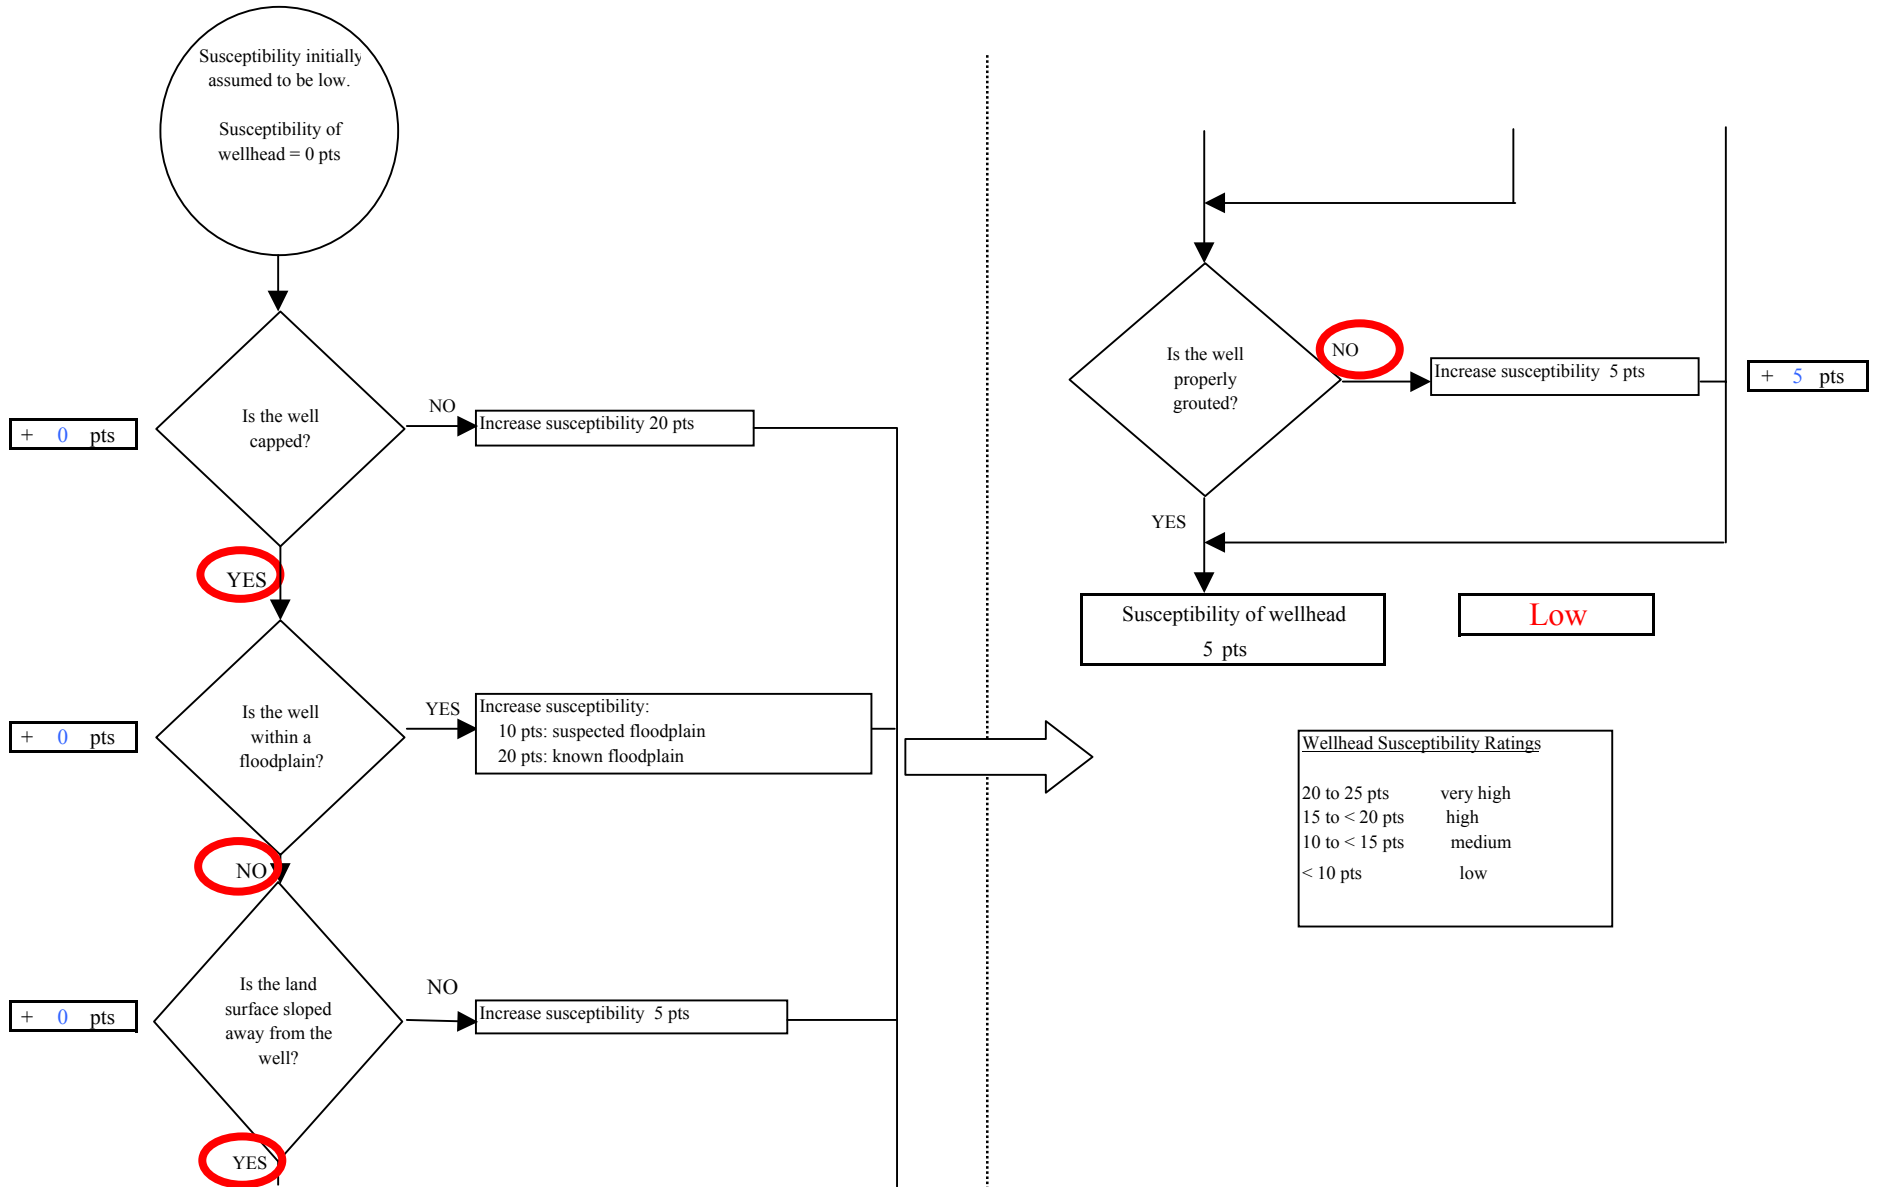 Susceptibility initially
assumed to be low.
Susceptibility of
wellhead = 0 pts
+ 0 pts
Is the well
capped?
NO
Increase susceptibility 20 pts
YES
+ 0 pts
Is the well
within a
floodplain?
YES
Increase susceptibility:
10 pts: suspected floodplain
20 pts: known floodplain
NO
+ 0 pts
Is the land
surface sloped
away from the
well?
NO
Increase susceptibility 5 pts
YES
Is the well
properly
grouted?
NO
Increase susceptibility 5 pts
+ 5 pts
YES
Susceptibility of wellhead
5 pts
Low
Wellhead Susceptibility Ratings
20 to 25 pts very high
15 to < 20 pts high
10 to < 15 pts medium
< 10 pts low